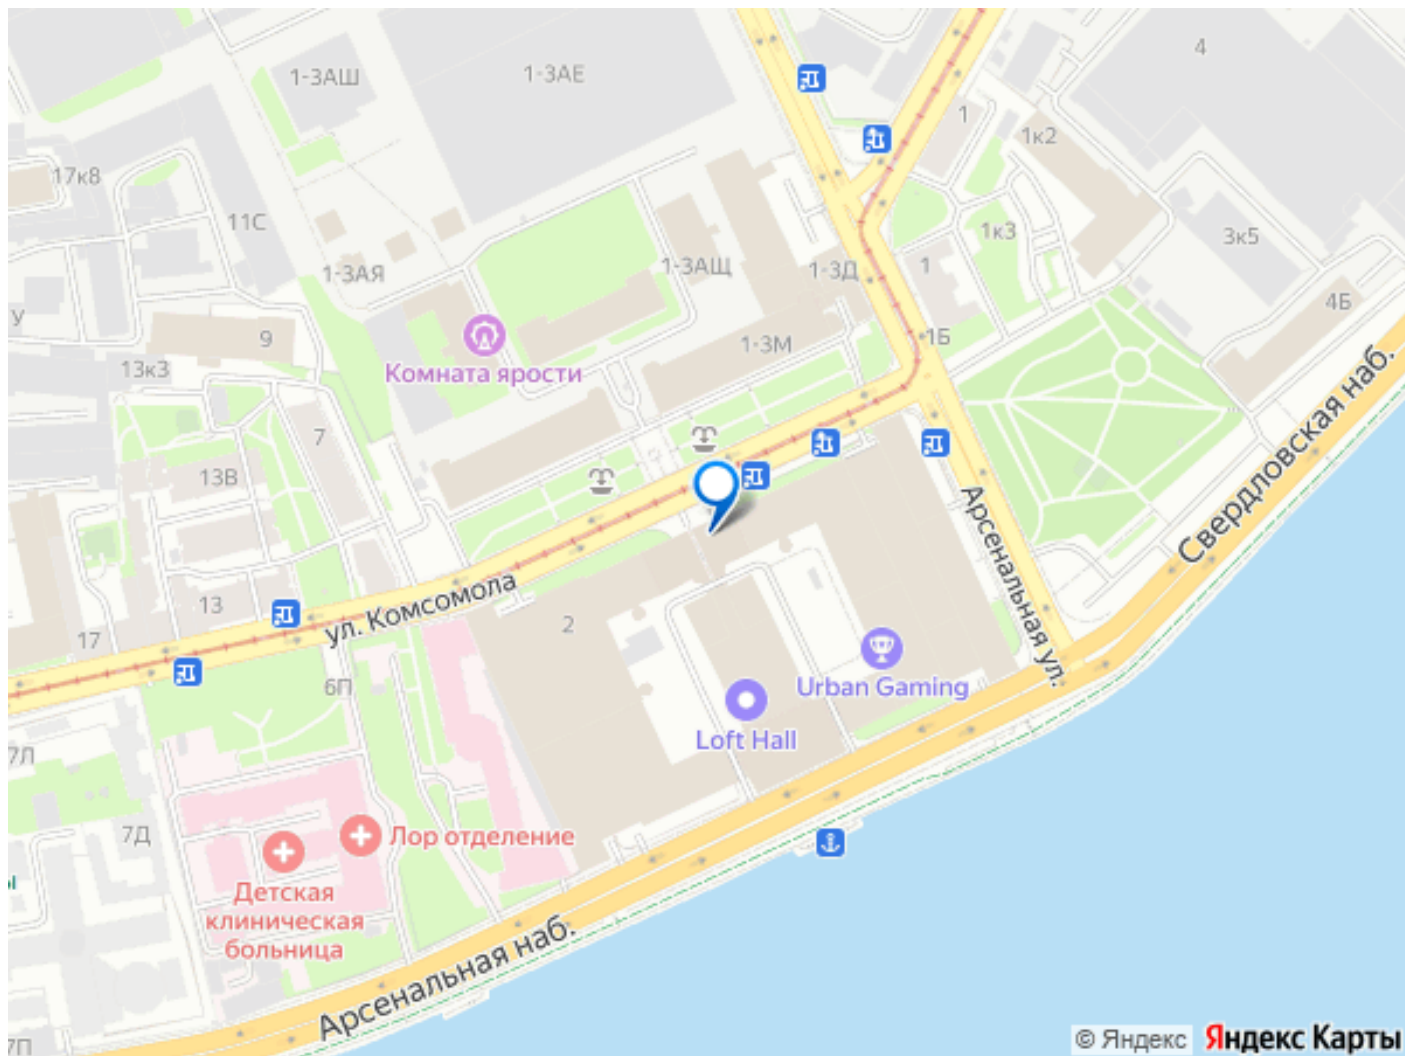 4
1-3АШ
1-3АЕ
1
1к2
17к8
11С
1к3
3к5
1-3АЯ
1-3АЩ
1-3Д
1
4Б
У
9
1-3М
1Б
13к3
Комната ярости
7
13В
Свердловская наб.
Арсенальная ул.
ул. Комсомола
13
2
17
6П
Urban Gaming
Loft Hall
7Л
7Д
Лор отделение
ы
Детская
клиническая
больница
Арсенальная наб.
7П
© Яндекс Яндекс Карты